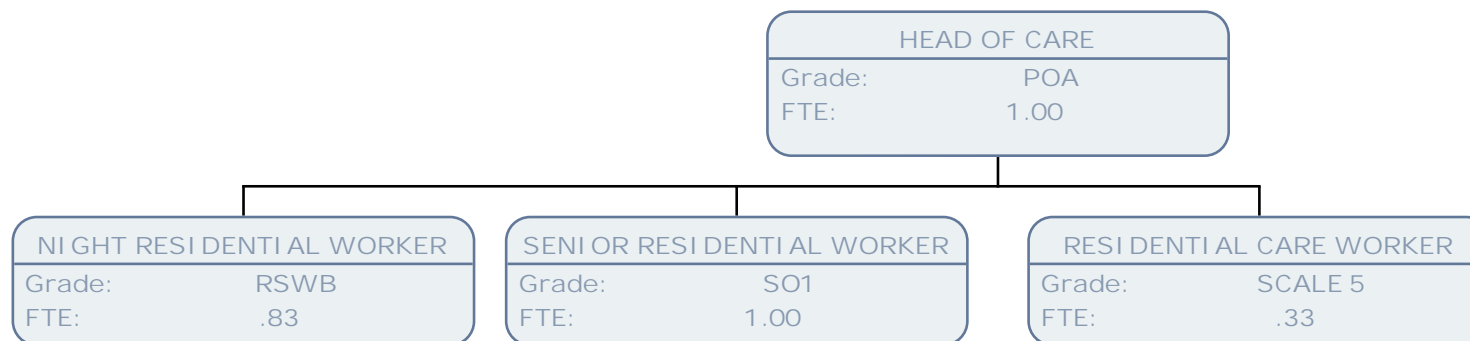 HEAD OF CARE
Grade: POA
FTE: 1.00
NIGHT RESIDENTIAL WORKER
Grade: RSWB
FTE: .83
SENIOR RESIDENTIAL WORKER
Grade: SO1
FTE: 1.00
RESIDENTIAL CARE WORKER
Grade: SCALE 5
FTE: .33